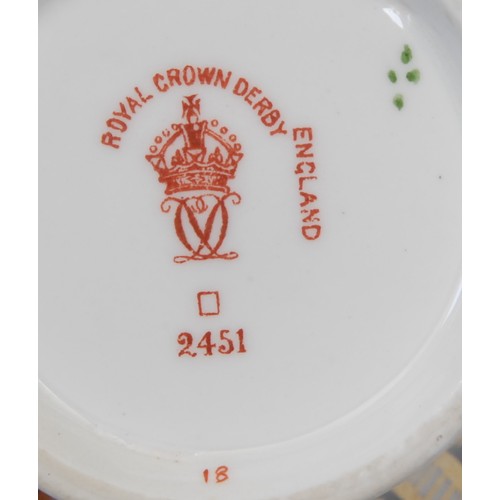 ROYAL CROWN DERBY ENGLAND
2451
18